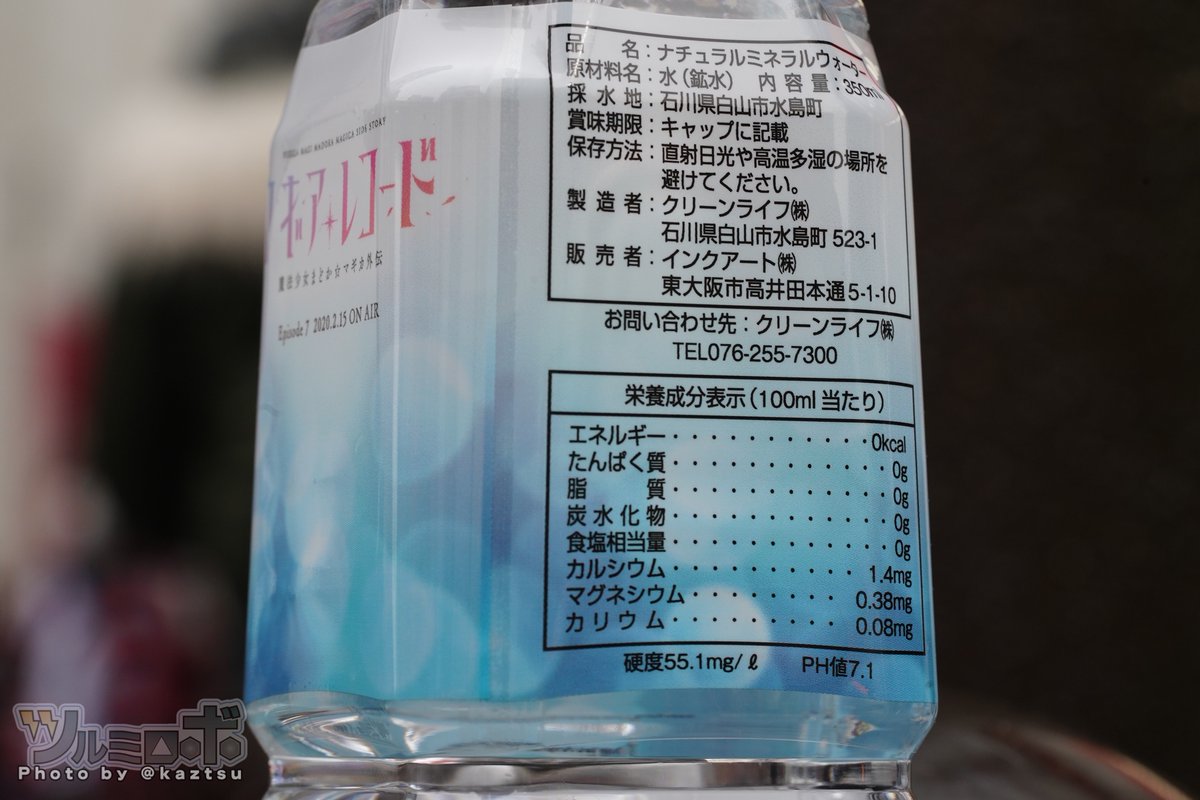 PUELLA MAGI MADOKA MAGICA SIDE STORY
ギアレコード
魔法少女まどか☆マギカ外伝
Episode 7 2020.2.15 ON AIR
品名：ナチュラルミネラルウォーター
原材料名：水（鉱水） 内容量：350ml
採水地：石川県白山市水島町
賞味期限：キャップに記載
保存方法：直射日光や高温多湿の場所を
避けてください。
製造者：クリーンライフ㈱
石川県白山市水島町 523-1
販売者：インクアート㈱
東大阪市高井田本通 5-1-10
お問い合わせ先：クリーンライフ㈱
TEL076-255-7300
栄養成分表示（100ml 当たり）
エネルギー・・・・・・・・・・・0kcal
たんぱく質・・・・・・・・・・・・0g
脂質・・・・・・・・・・・・0g
炭水化物・・・・・・・・・・・・0g
食塩相当量・・・・・・・・・・・・0g
カルシウム・・・・・・・・・・1.4mg
マグネシウム・・・・・・・・0.38mg
カリウム・・・・・・・・・0.08mg
硬度55.1mg/ℓ PH値7.1
ツルミロボ
Photo by @kaztsu